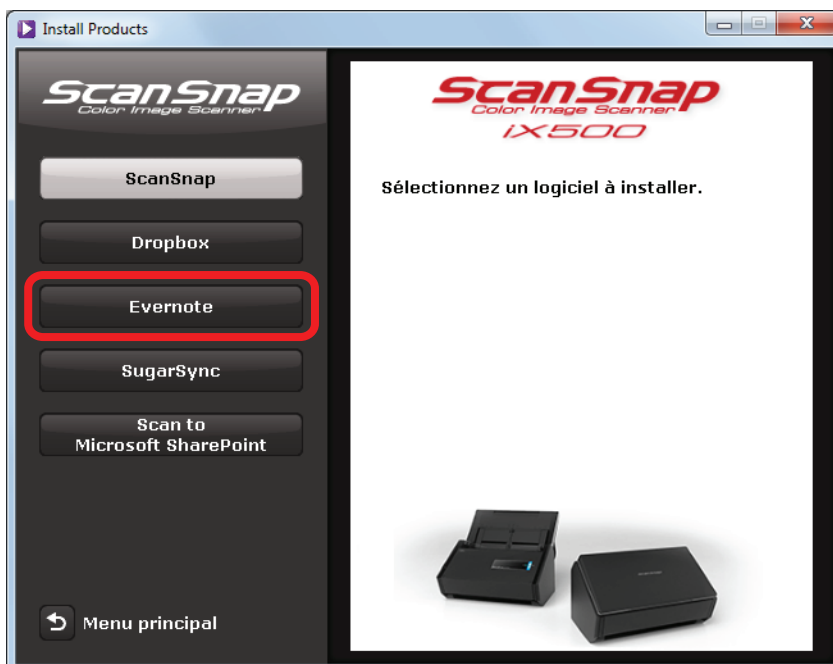 Install Products
ScanSnap
Color Image Scanner
ScanSnap
Dropbox
Evernote
SugarSync
Scan to
Microsoft SharePoint
Menu principal
ScanSnap
Color Image Scanner
iX500
Sélectionnez un logiciel à installer.